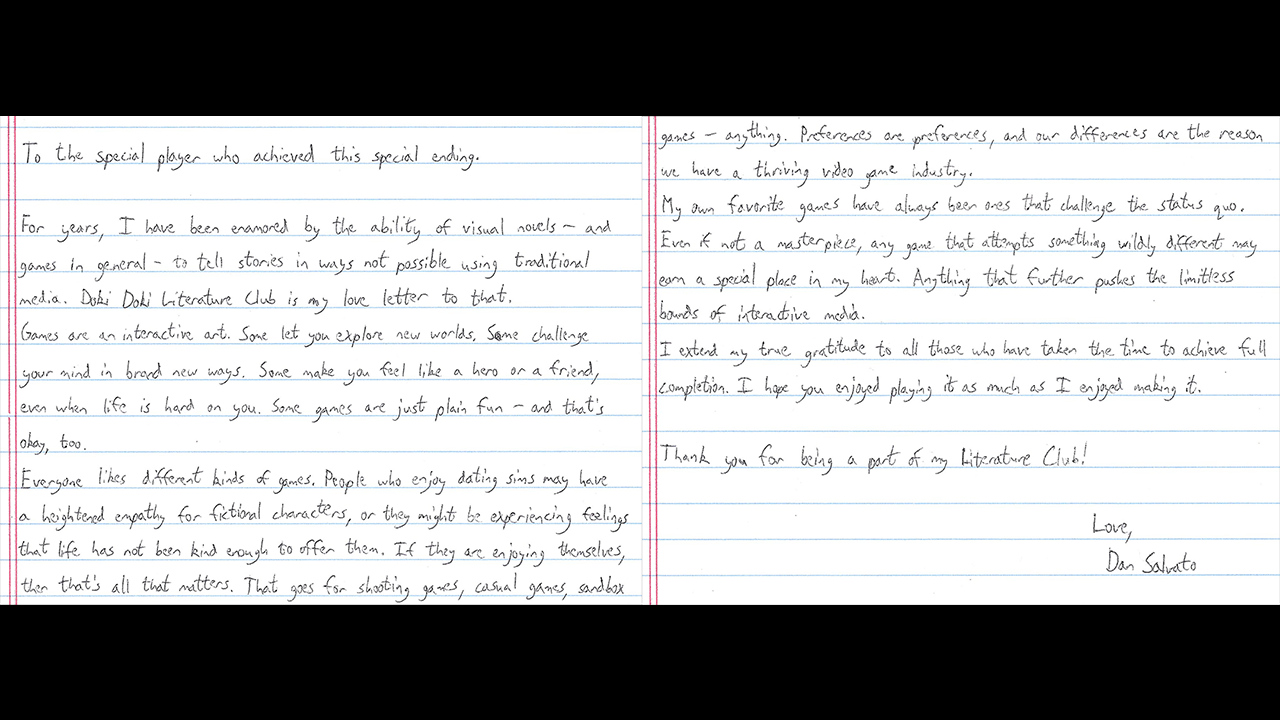 To the special player who achieved this special ending.
For years, I have been enamored by the ability of visual novels – and
games in general – to tell stories in ways not possible using traditional
media. Doki Doki Literature Club is my love letter to that.
Games are an interactive art. Some let you explore new worlds. Some challenge
your mind in brand new ways. Some make you feel like a hero or a friend,
even when life is hard on you. Some games are just plain fun – and that's
okay, too.
Everyone likes different kinds of games. People who enjoy dating sims may have
a heightened empathy for fictional characters, or they might be experiencing feelings
that life has not been kind enough to offer them. If they are enjoying themselves,
then that's all that matters. That goes for shooting games, casual games, sandbox
games – anything. Preferences are preferences, and our differences are the reason
we have a thriving video game industry.
My own favorite games have always been ones that challenge the status quo.
Even if not a masterpiece, any game that attempts something wildly different may
earn a special place in my heart. Anything that further pushes the limitless
bounds of interactive media.
I extend my true gratitude to all those who have taken the time to achieve full
completion. I hope you enjoyed playing it as much as I enjoyed making it.
Thank you for being a part of my Literature Club!
Love,
Dan Salvato